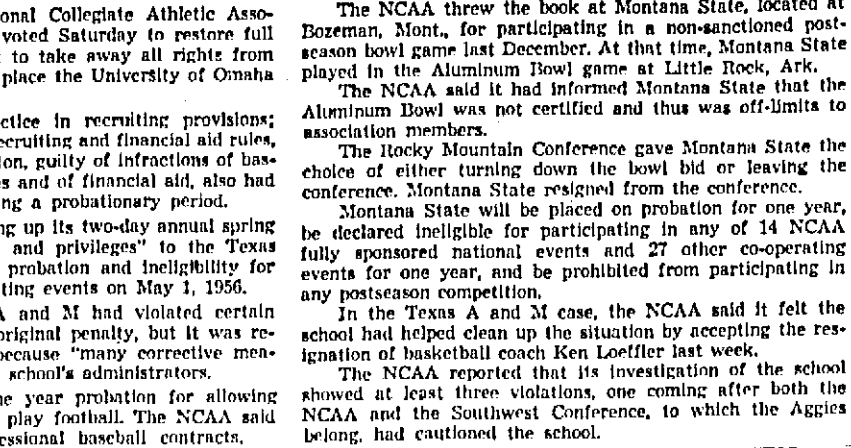 onal Collegiate Athletic Asso-
voted Saturday to restore full
to take away all rights from
place the University of Omaha
ctice in recruiting provisions;
ecruiting and financial aid rules,
ion, guilty of infractions of bas-
s and of financial aid, also had
ng a probationary period.
ng up its two-day annual spring
and privileges" to the Texas
probation and ineligibility for
ting events on May 1, 1956.
A and M had violated certain
original penalty, but it was re-
because "many corrective mea-
school's administrators.
ne year probation for allowing
play football. The NCAA said
essional baseball contracts.
The NCAA threw the book at Montana State, located at
Bozeman, Mont., for participating in a non-sanctioned post-
season bowl game last December. At that time, Montana State
played in the Aluminum Bowl game at Little Rock, Ark.
The NCAA said it had informed Montana State that the
Aluminum Bowl was not certified and thus was off-limits to
association members.
The Rocky Mountain Conference gave Montana State the
choice of either turning down the bowl bid or leaving the
conference. Montana State resigned from the conference.
Montana State will be placed on probation for one year,
be declared ineligible for participating in any of 14 NCAA
fully sponsored national events and 27 other co-operating
events for one year, and be prohibited from participating in
any postseason competition.
In the Texas A and M case, the NCAA said it felt the
school had helped clean up the situation by accepting the res-
ignation of basketball coach Ken Loeffler last week.
The NCAA reported that its investigation of the school
showed at least three violations, one coming after both the
NCAA and the Southwest Conference, to which the Aggies
belong, had cautioned the school.